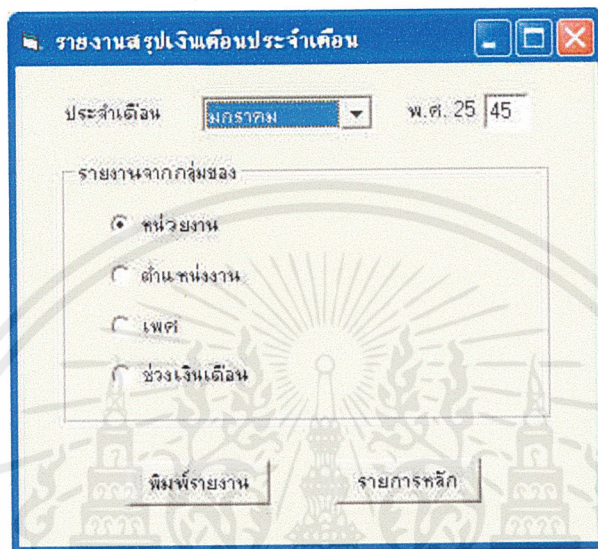 รายงานสรุปเงินเดือนประจำเดือน
ประจำเดือน มกราคม พ.ศ. 25 45
รายงานจากกลุ่มของ
หน่วยงาน
ตำแหน่งงาน
เพศ
ช่วงเงินเดือน
พิมพ์รายงาน รายการหลัก